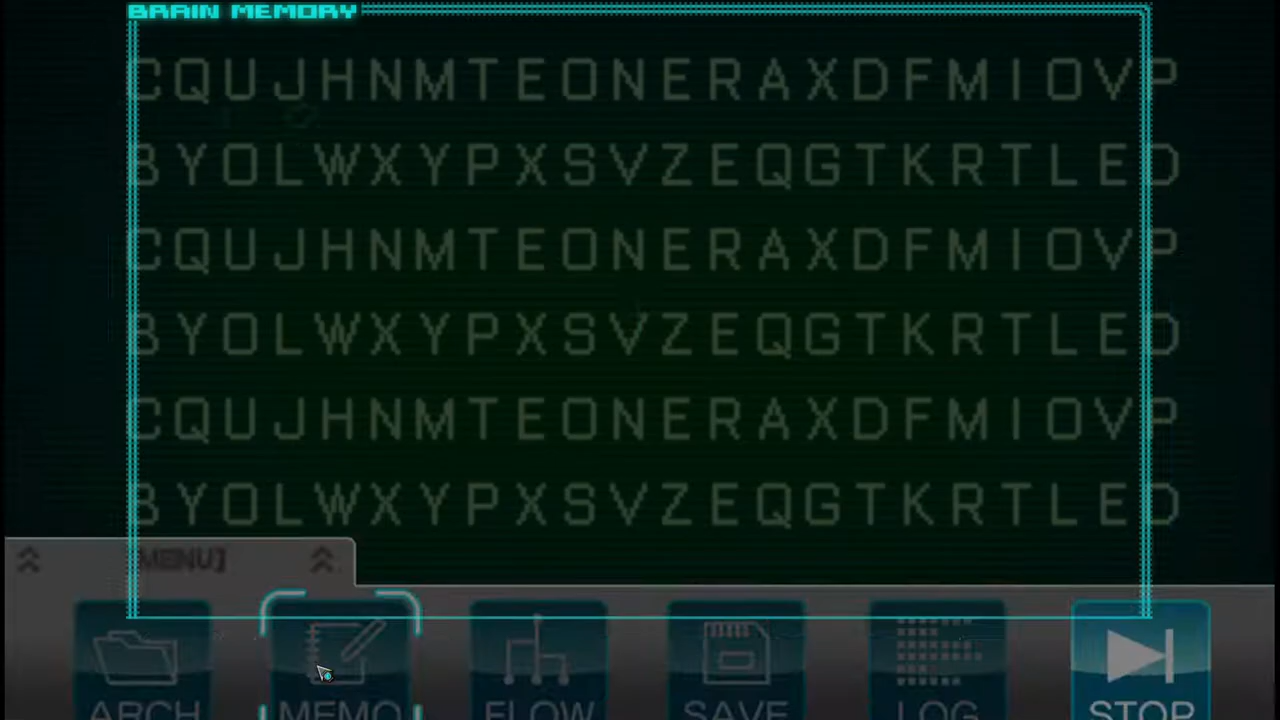 BRAIN MEMORY
CQUJHNMTEONERAXDFMIOVP
BYOLWXYPXSVZEQGTKRTLED
CQUJHNMTEONERAXDFMIOVP
BYOLWXYPXSVZEQGTKRTLED
CQUJHNMTEONERAXDFMIOVP
BYOLWXYPXSVZEQGTKRTLED
MENU]
ARCH MEMO FLOW SAVE LOG STOP